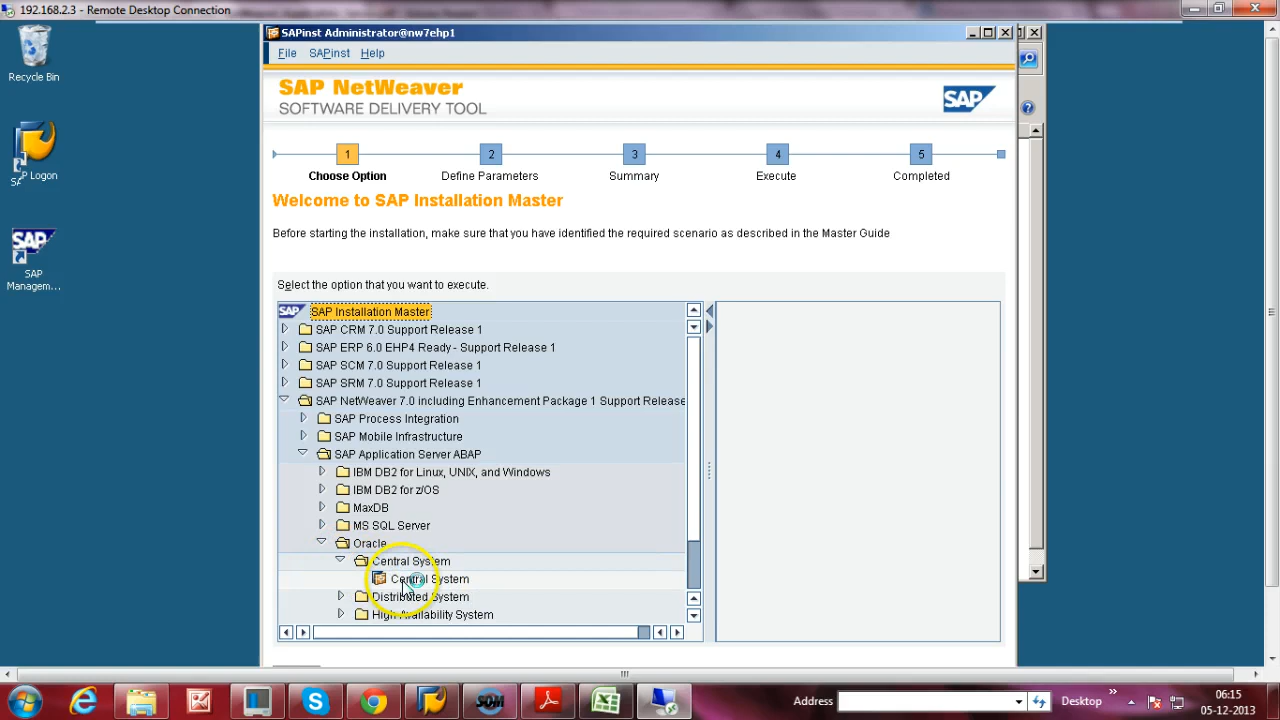 192.168.2.3 - Remote Desktop Connection
SAPinst Administrator@nw7ehp1
File SAPinst Help
SAP NetWeaver
SOFTWARE DELIVERY TOOL
SAP
1 2 3 4 5
Choose Option Define Parameters Summary Execute Completed
Welcome to SAP Installation Master
Before starting the installation, make sure that you have identified the required scenario as described in the Master Guide
Select the option that you want to execute.
SAP SAP Installation Master
SAP CRM 7.0 Support Release 1
SAP ERP 6.0 EHP4 Ready - Support Release 1
SAP SCM 7.0 Support Release 1
SAP SRM 7.0 Support Release 1
SAP NetWeaver 7.0 including Enhancement Package 1 Support Release
SAP Process Integration
SAP Mobile Infrastructure
SAP Application Server ABAP
IBM DB2 for Linux, UNIX, and Windows
IBM DB2 for z/OS
MaxDB
MS SQL Server
Oracle
Central System
Central System
Distributed System
High Availability System
Recycle Bin
SAP Logon
SAP
SAP
Managem...
Address
Desktop
06:15
05-12-2013